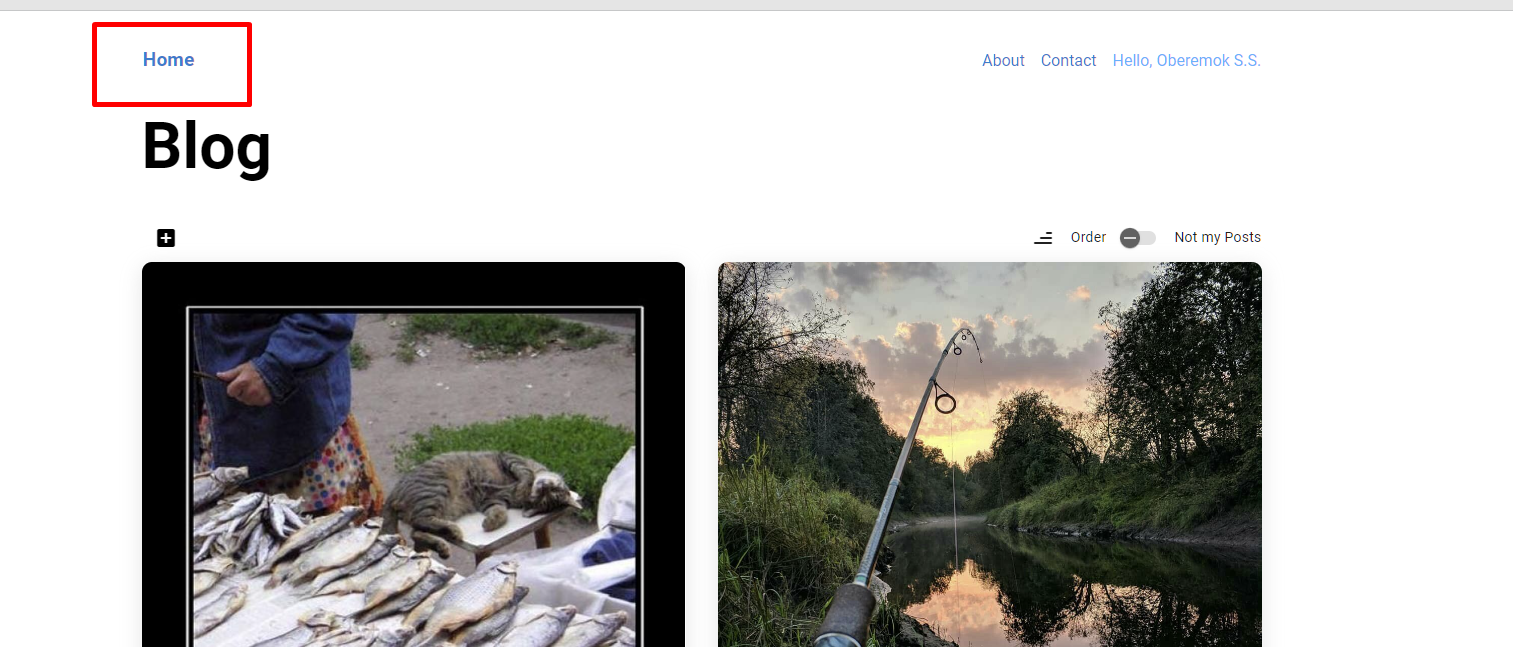 Home
About Contact Hello, Oberemok S.S.
Blog
Order Not my Posts